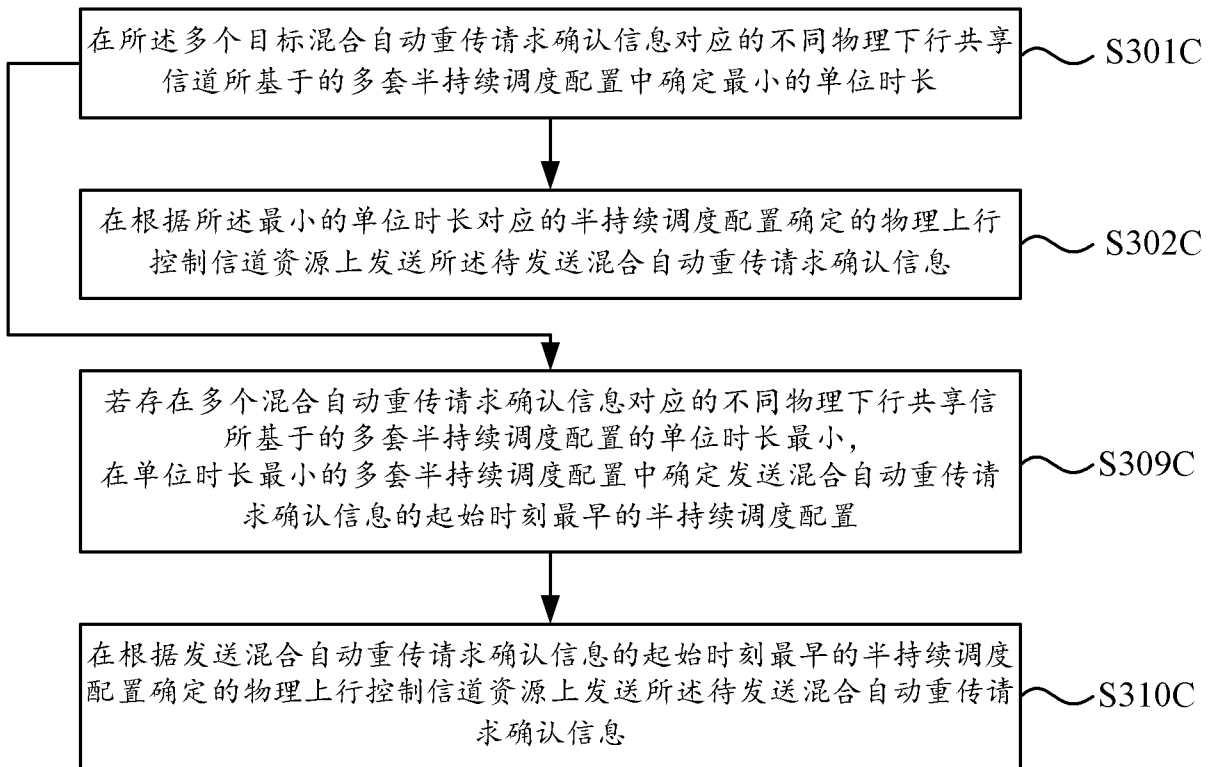 在所述多个目标混合自动重传请求确认信息对应的不同物理下行共享
信道所基于的多套半持续调度配置中确定最小的单位时长
S301C
在根据所述最小的单位时长对应的半持续调度配置确定的物理上行
控制信道资源上发送所述待发送混合自动重传请求确认信息
S302C
若存在多个混合自动重传请求确认信息对应的不同物理下行共享信
所基于的多套半持续调度配置的单位时长最小,
在单位时长最小的多套半持续调度配置中确定发送混合自动重传请
求确认信息的起始时刻最早的半持续调度配置
S309C
在根据发送混合自动重传请求确认信息的起始时刻最早的半持续调度
配置确定的物理上行控制信道资源上发送所述待发送混合自动重传请
求确认信息
S310C